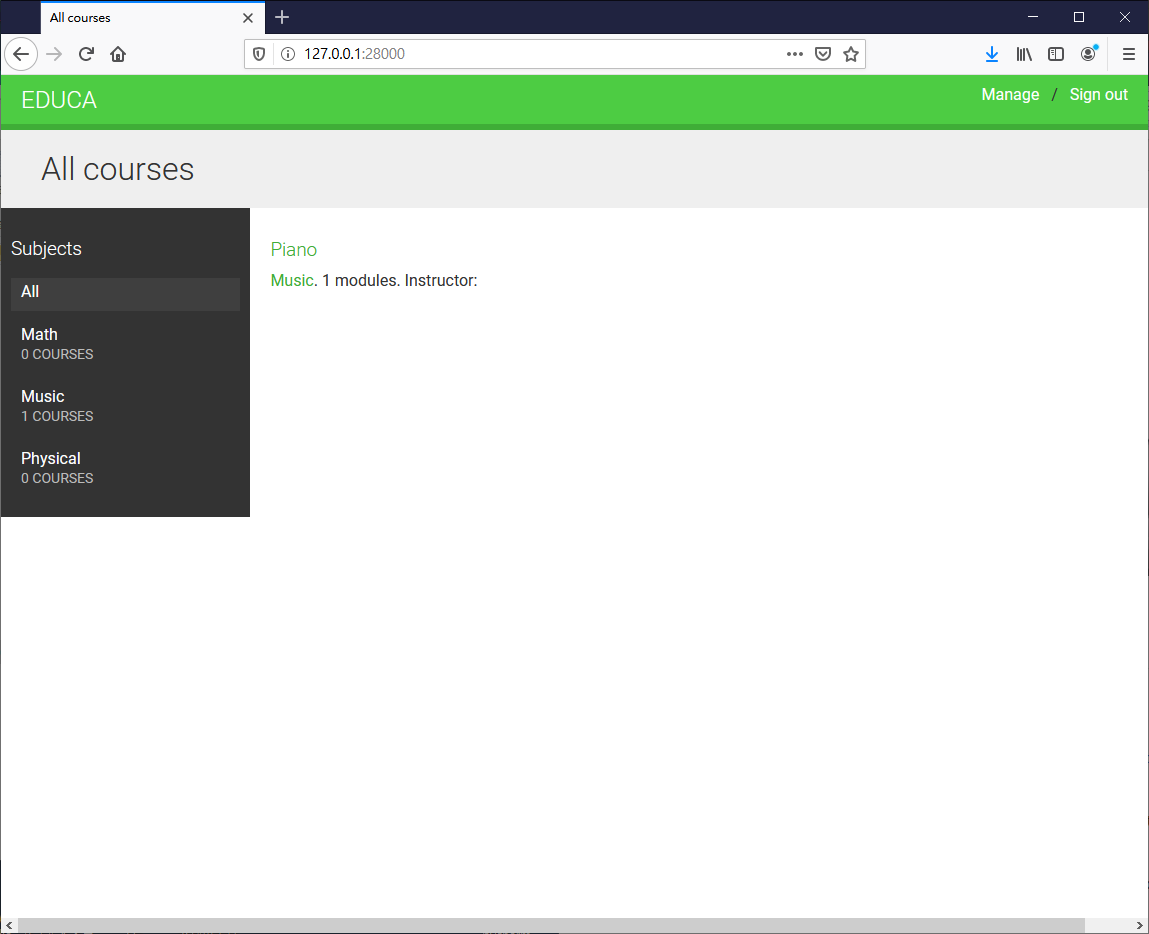 All courses
127.0.0.1:28000
EDUCA
Manage / Sign out
All courses
Subjects
All
Math
0 COURSES
Music
1 COURSES
Physical
0 COURSES
Piano
Music. 1 modules. Instructor: